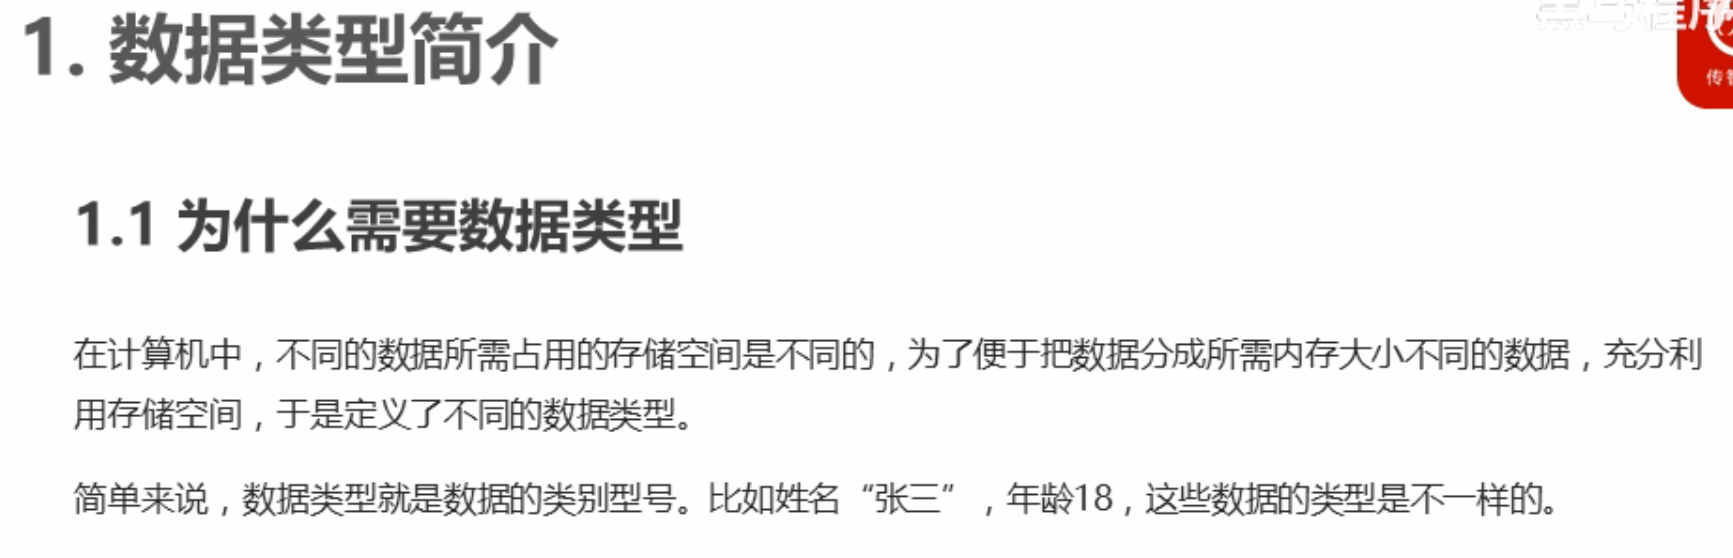 1. 数据类型简介
1.1 为什么需要数据类型
在计算机中，不同的数据所需占用的存储空间是不同的，为了便于把数据分成所需内存大小不同的数据，充分利
用存储空间，于是定义了不同的数据类型。
简单来说，数据类型就是数据的类别型号。比如姓名“张三”，年龄18，这些数据的类型是不一样的。